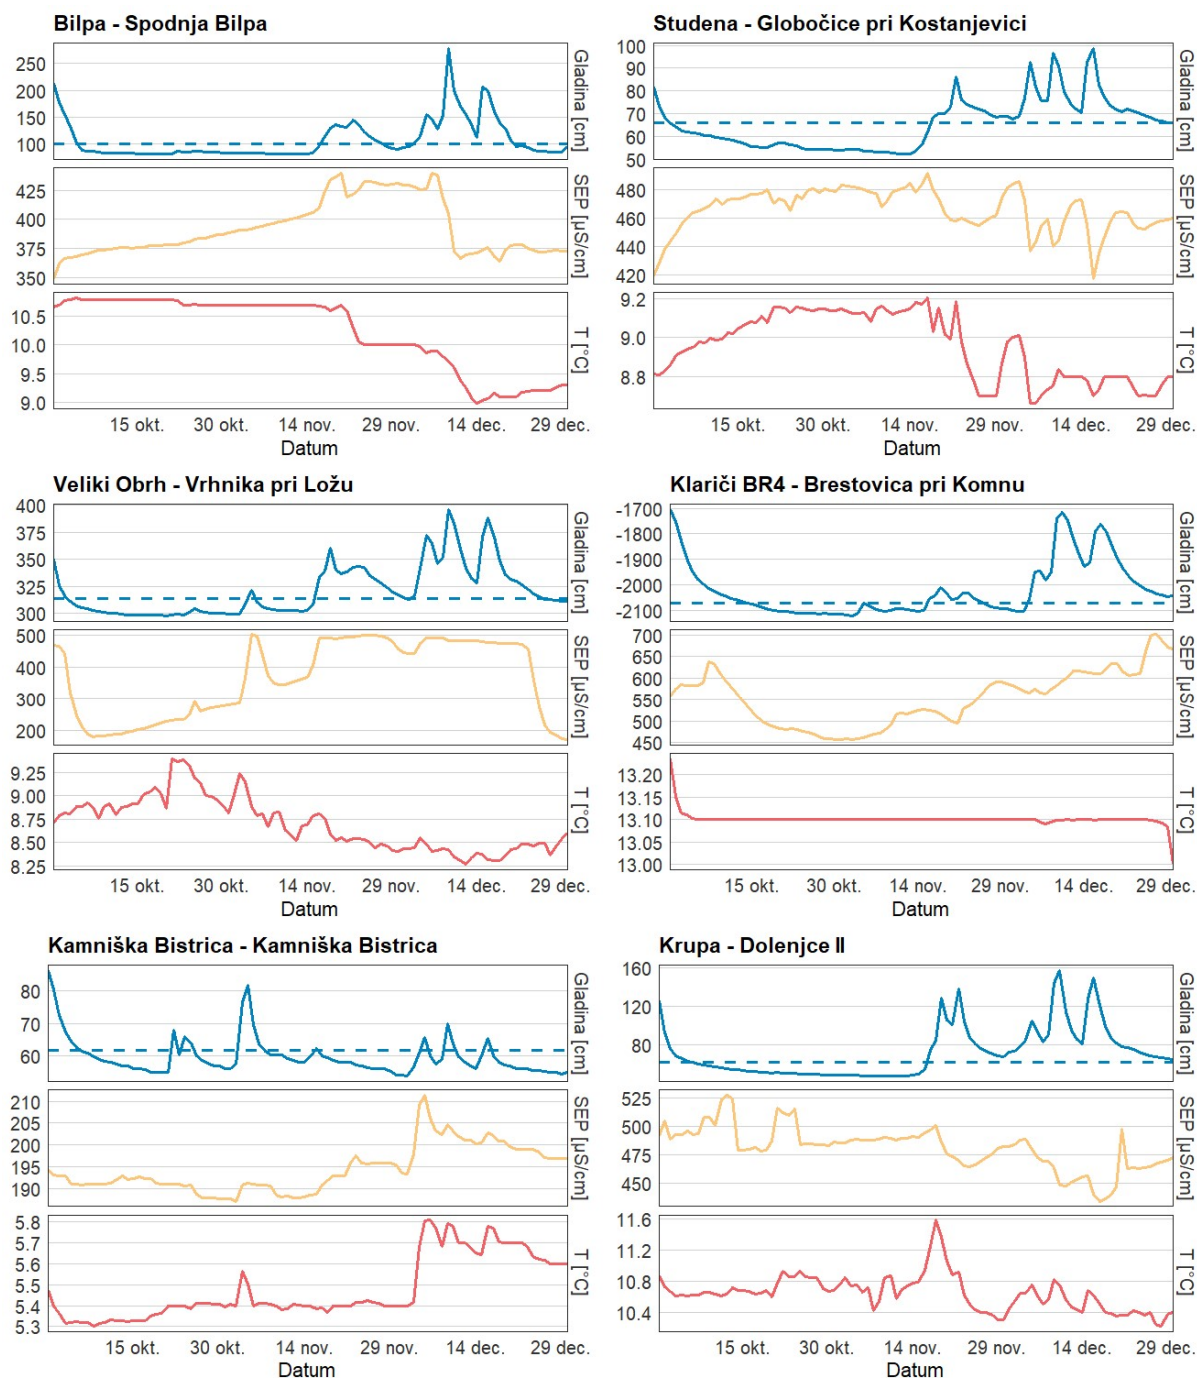 Bilpa - Spodnja Bilpa
250
200
150
100
Gladina [cm]
425
400
375
350
SEP [µS/cm]
10.5
10.0
9.5
9.0
T [°C]
15 okt. 30 okt. 14 nov. 29 nov. 14 dec. 29 dec.
Datum
Studena - Globočice pri Kostanjevici
100
90
80
70
60
50
Gladina [cm]
480
460
440
420
SEP [µS/cm]
9.2
9.0
8.8
T [°C]
15 okt. 30 okt. 14 nov. 29 nov. 14 dec. 29 dec.
Datum
Veliki Obrh - Vrhnika pri Ložu
400
375
350
325
300
Gladina [cm]
500
400
300
200
SEP [µS/cm]
9.25
9.00
8.75
8.50
8.25
T [°C]
15 okt. 30 okt. 14 nov. 29 nov. 14 dec. 29 dec.
Datum
Klariči BR4 - Brestovica pri Komnu
-1700
-1800
-1900
-2000
-2100
Gladina [cm]
700
650
600
550
500
450
SEP [µS/cm]
13.20
13.15
13.10
13.05
13.00
T [°C]
15 okt. 30 okt. 14 nov. 29 nov. 14 dec. 29 dec.
Datum
Kamniška Bistrica - Kamniška Bistrica
80
70
60
Gladina [cm]
210
205
200
195
190
SEP [µS/cm]
5.8
5.7
5.6
5.5
5.4
5.3
T [°C]
15 okt. 30 okt. 14 nov. 29 nov. 14 dec. 29 dec.
Datum
Krupa - Dolenjce II
160
120
80
Gladina [cm]
525
500
475
450
SEP [µS/cm]
11.6
11.2
10.8
10.4
T [°C]
15 okt. 30 okt. 14 nov. 29 nov. 14 dec. 29 dec.
Datum